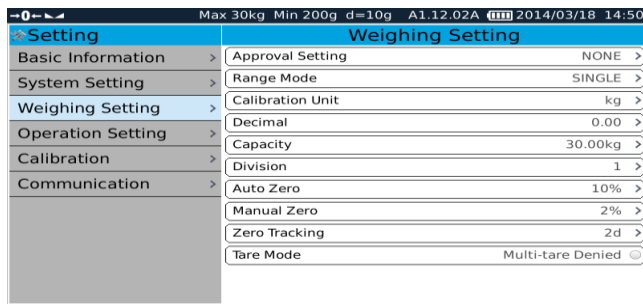 →0← Max 30kg Min 200g d=10g A1.12.02A 2014/03/18 14:50
Setting
Basic Information >
System Setting >
Weighing Setting >
Operation Setting >
Calibration >
Communication >
Weighing Setting
Approval Setting NONE >
Range Mode SINGLE >
Calibration Unit kg >
Decimal 0.00 >
Capacity 30.00kg >
Division 1 >
Auto Zero 10% >
Manual Zero 2% >
Zero Tracking 2d >
Tare Mode Multi-tare Denied